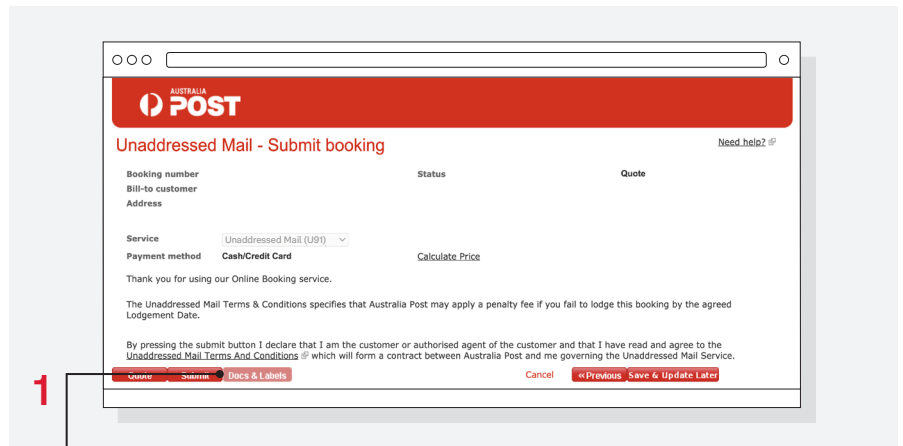 AUSTRALIA
POST
Unaddressed Mail - Submit booking
Need help?
Booking number
Status
Quote
Bill-to customer
Address
Service
Unaddressed Mail (U91)
Payment method
Cash/Credit Card
Calculate Price
Thank you for using our Online Booking service.
The Unaddressed Mail Terms & Conditions specifies that Australia Post may apply a penalty fee if you fail to lodge this booking by the agreed
Lodgement Date.
By pressing the submit button I declare that I am the customer or authorised agent of the customer and that I have read and agree to the
Unaddressed Mail Terms And Conditions which will form a contract between Australia Post and me governing the Unaddressed Mail Service.
Quote
Submit
Docs & Labels
Cancel
«Previous
Save & Update Later
1